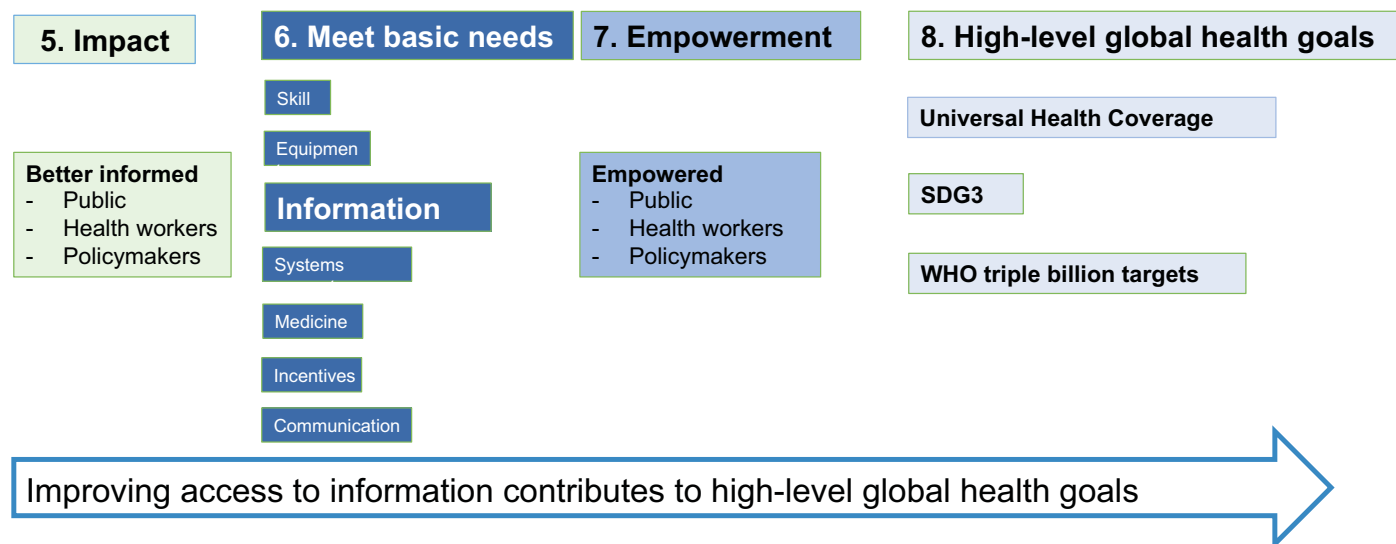 5. Impact
Better informed
- Public
- Health workers
- Policymakers
6. Meet basic needs
Skill
Equipmen
Information
Systems
Medicine
Incentives
Communication
7. Empowerment
Empowered
- Public
- Health workers
- Policymakers
8. High-level global health goals
Universal Health Coverage
SDG3
WHO triple billion targets
Improving access to information contributes to high-level global health goals